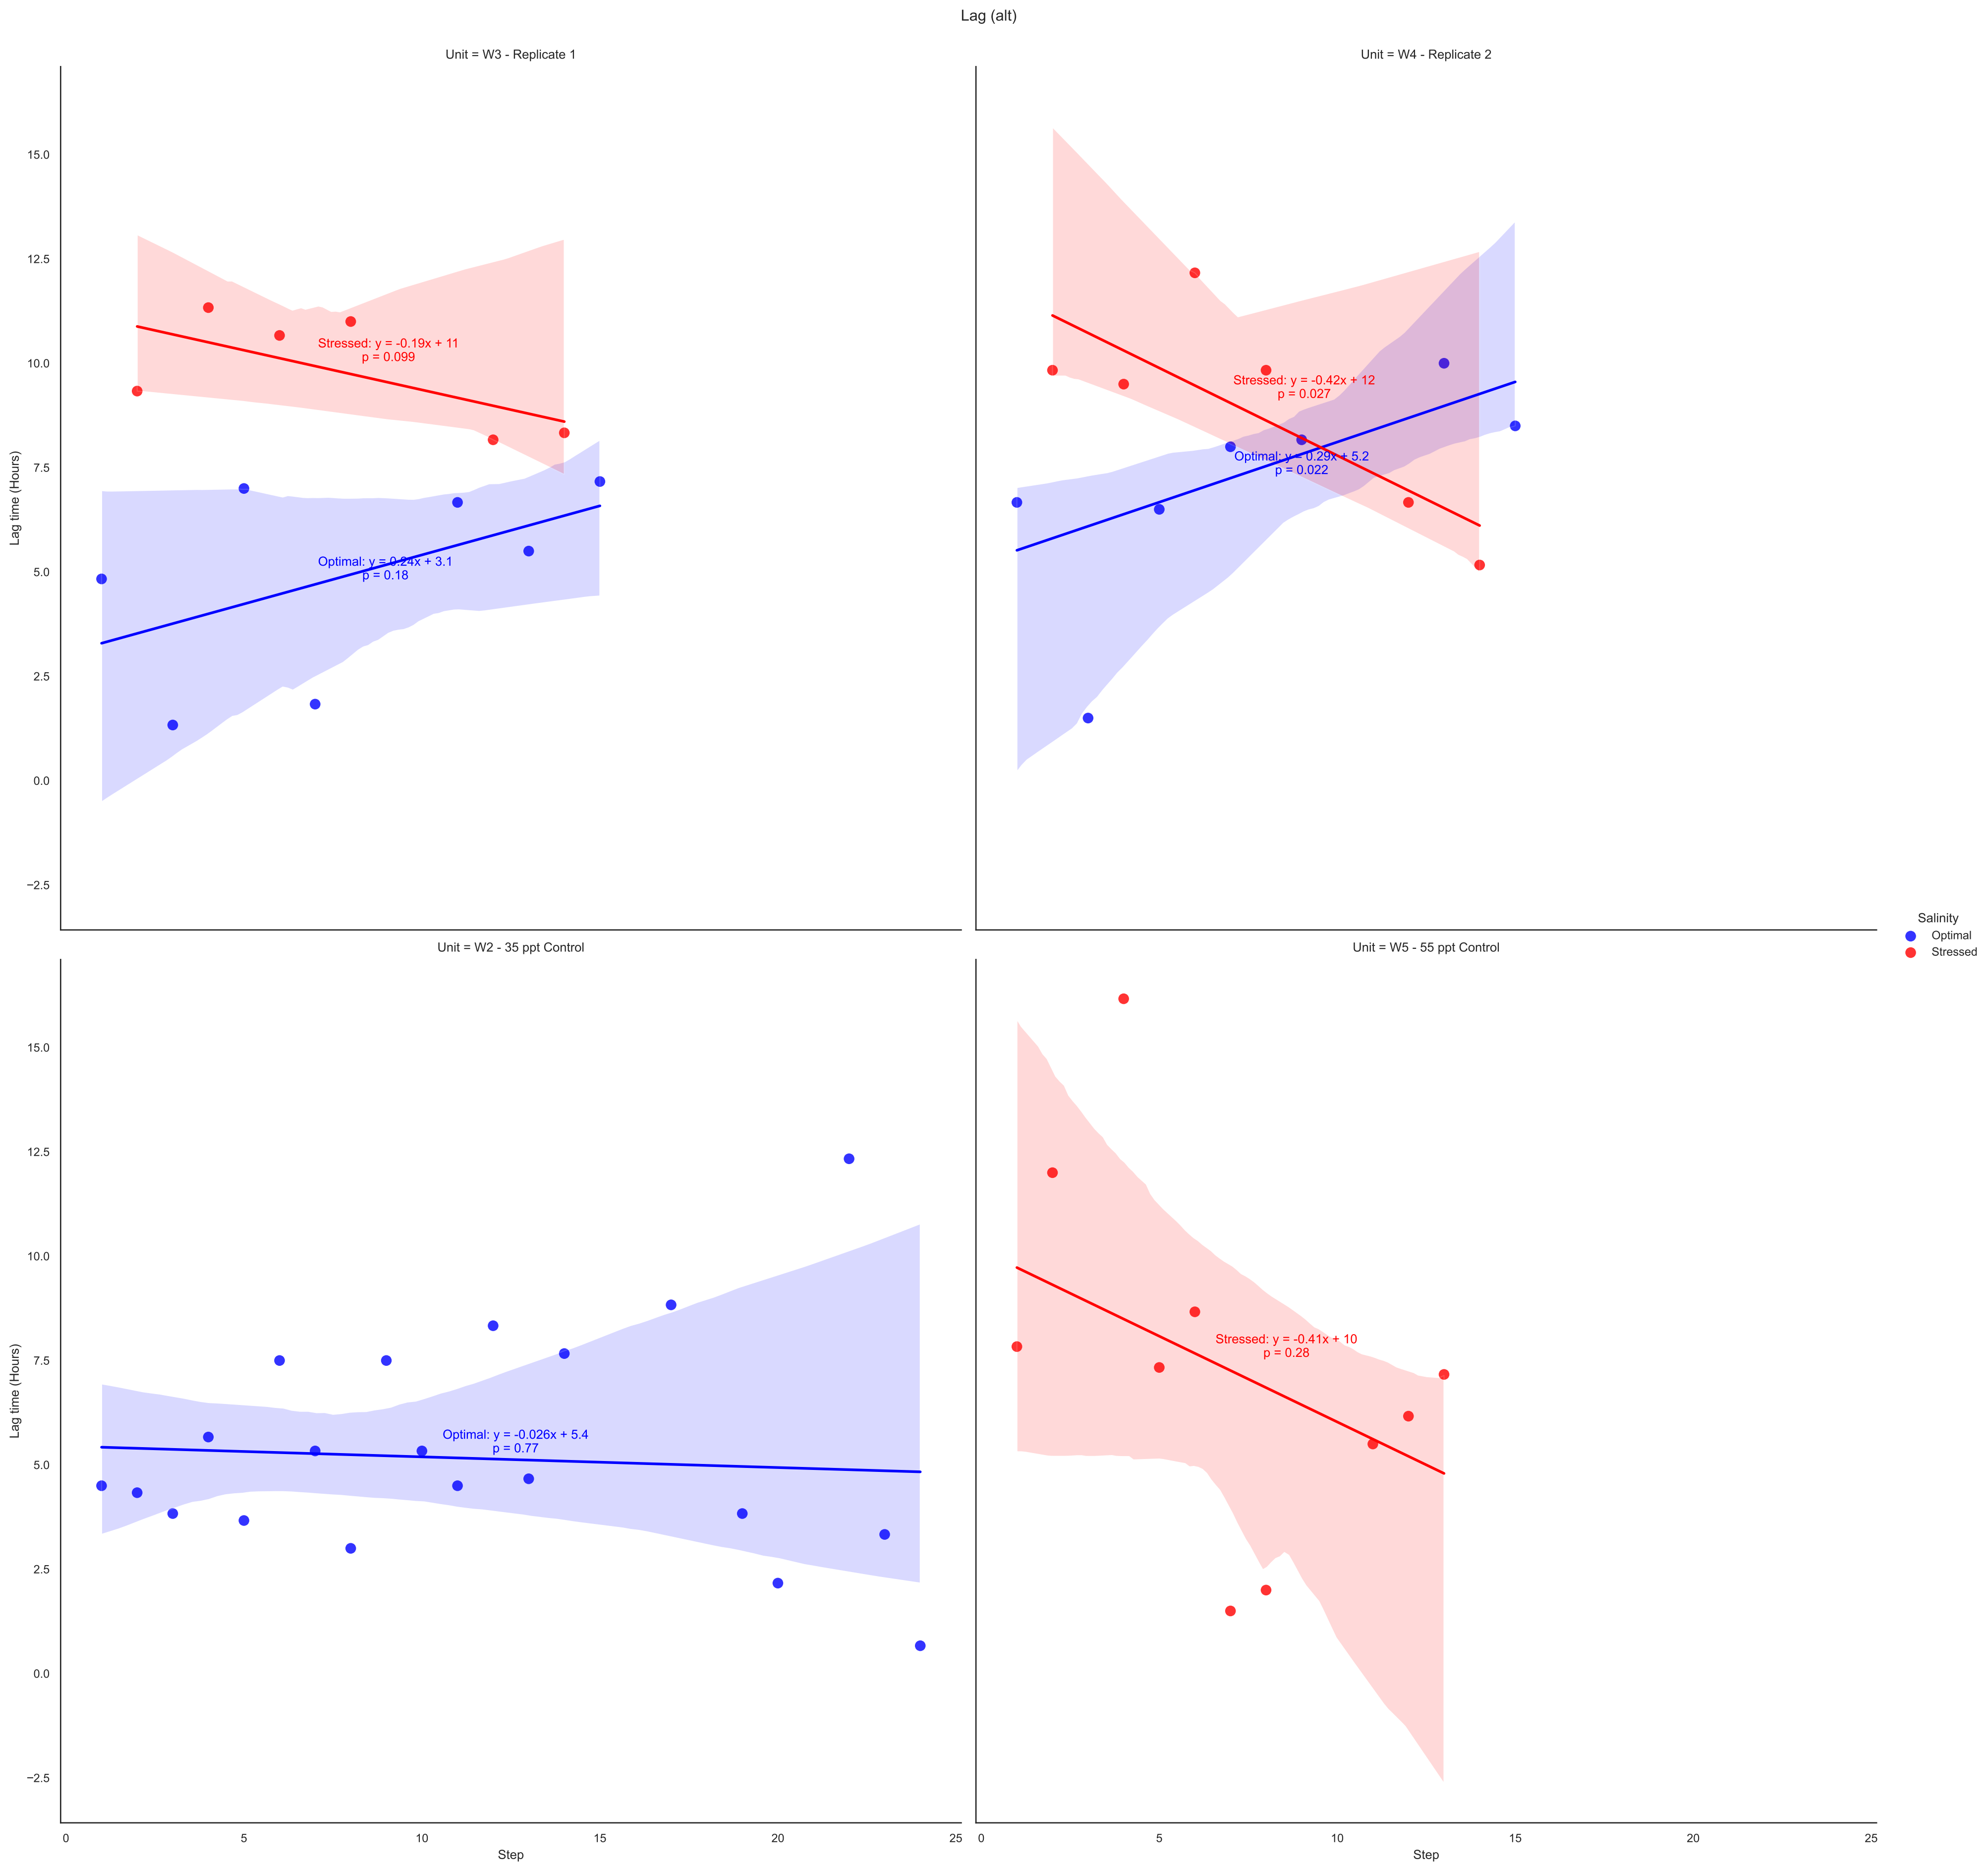 Lag (alt)
Unit = W3 - Replicate 1
Unit = W4 - Replicate 2
15.0
12.5
10.0
7.5
5.0
2.5
0.0
−2.5
Lag time (Hours)
Stressed: y = -0.19x + 11
p = 0.099
Optimal: y = 0.24x + 3.1
p = 0.18
Stressed: y = -0.42x + 12
p = 0.027
Optimal: y = 0.29x + 5.2
p = 0.022
Salinity
Optimal
Stressed
Unit = W2 - 35 ppt Control
Unit = W5 - 55 ppt Control
15.0
12.5
10.0
7.5
5.0
2.5
0.0
−2.5
Lag time (Hours)
Optimal: y = -0.026x + 5.4
p = 0.77
Stressed: y = -0.41x + 10
p = 0.28
0 5 10 15 20 25
Step
0 5 10 15 20 25
Step